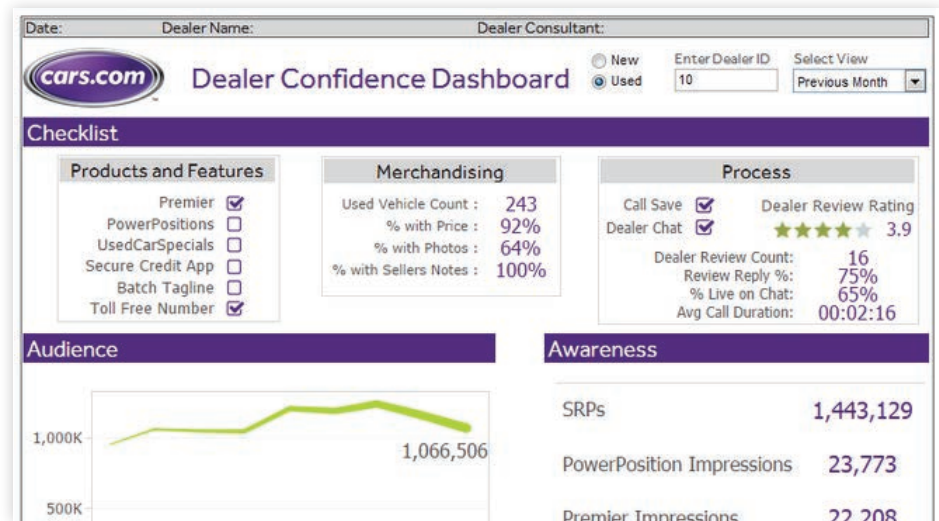 Date: Dealer Name: Dealer Consultant:
cars.com
Dealer Confidence Dashboard
New
Used
Enter Dealer ID
10
Select View
Previous Month
Checklist
Products and Features
Premier
PowerPositions
UsedCarSpecials
Secure Credit App
Batch Tagline
Toll Free Number
Merchandising
Used Vehicle Count : 243
% with Price : 92%
% with Photos : 64%
% with Sellers Notes : 100%
Process
Call Save
Dealer Chat
Dealer Review Rating
3.9
Dealer Review Count: 16
Review Reply %: 75%
% Live on Chat: 65%
Avg Call Duration: 00:02:16
Audience
1,000K
1,066,506
500K
Awareness
SRPs 1,443,129
PowerPosition Impressions 23,773
Premier Impressions 22,208